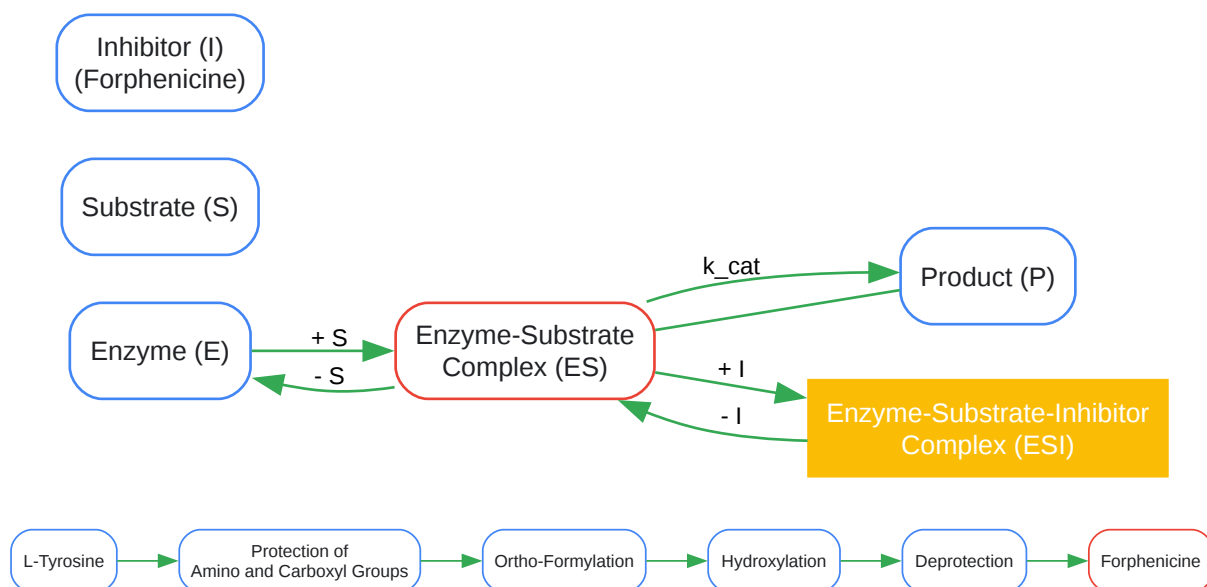 Inhibitor (I)
(Forphenicine)
Substrate (S)
k_cat
Product (P)
Enzyme (E)
+ S
- S
Enzyme-Substrate
Complex (ES)
+ I
- I
Enzyme-Substrate-Inhibitor
Complex (ESI)
L-Tyrosine
Protection of
Amino and Carboxyl Groups
Ortho-Formylation
Hydroxylation
Deprotection
Forphenicine